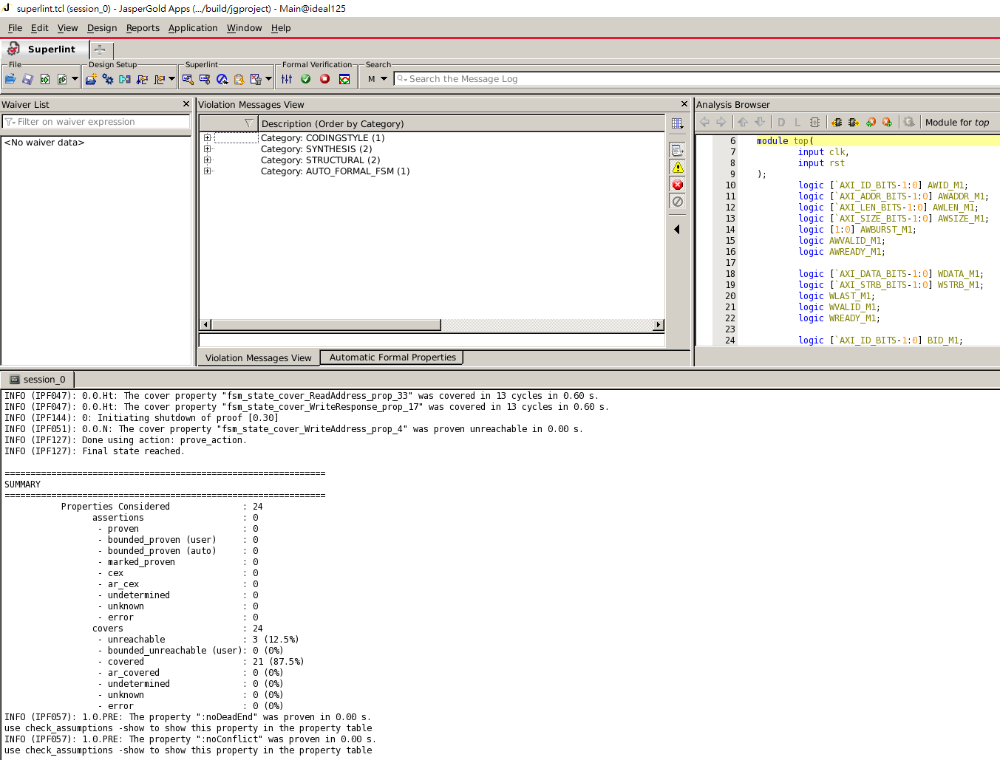 superlint.tcl (session_0) - JasperGold Apps (.../build/jgproject) - Main@ideal125
File Edit View Design Reports Application Window Help
Superlint
File Design Setup Superlint Formal Verification Search
M Search the Message Log
Waiver List
Filter on waiver expression
<No waiver data>
Violation Messages View
Description (Order by Category)
Category: CODINGSTYLE (1)
Category: SYNTHESIS (2)
Category: STRUCTURAL (2)
Category: AUTO_FORMAL_FSM (1)
Violation Messages View Automatic Formal Properties
Analysis Browser
D L Module for top
6 module top(
7 input clk,
8 input rst
9 );
10 logic [`AXI_ID_BITS-1:0] AWID_M1;
11 logic [`AXI_ADDR_BITS-1:0] AWADDR_M1;
12 logic [`AXI_LEN_BITS-1:0] AWLEN_M1;
13 logic [`AXI_SIZE_BITS-1:0] AWSIZE_M1;
14 logic [1:0] AWBURST_M1;
15 logic AWVALID_M1;
16 logic AWREADY_M1;
17
18 logic [`AXI_DATA_BITS-1:0] WDATA_M1;
19 logic [`AXI_STRB_BITS-1:0] WSTRB_M1;
20 logic WLAST_M1;
21 logic WVALID_M1;
22 logic WREADY_M1;
23
24 logic [`AXI_ID_BITS-1:0] BID_M1;
session_0
INFO (IPF047): 0.0.Ht: The cover property "fsm_state_cover_ReadAddress_prop_33" was covered in 13 cycles in 0.60 s.
INFO (IPF047): 0.0.Ht: The cover property "fsm_state_cover_WriteResponse_prop_17" was covered in 13 cycles in 0.60 s.
INFO (IPF144): 0: Initiating shutdown of proof [0.30]
INFO (IPF051): 0.0.N: The cover property "fsm_state_cover_WriteAddress_prop_4" was proven unreachable in 0.00 s.
INFO (IPF127): Done using action: prove_action.
INFO (IPF127): Final state reached.
==============================================================
SUMMARY
==============================================================
Properties Considered : 24
assertions : 0
- proven : 0
- bounded_proven (user) : 0
- bounded_proven (auto) : 0
- marked_proven : 0
- cex : 0
- ar_cex : 0
- undetermined : 0
- unknown : 0
- error : 0
covers : 24
- unreachable : 3 (12.5%)
- bounded_unreachable (user): 0 (0%)
- covered : 21 (87.5%)
- ar_covered : 0 (0%)
- undetermined : 0 (0%)
- unknown : 0 (0%)
- error : 0 (0%)
INFO (IPF057): 1.0.PRE: The property ":noDeadEnd" was proven in 0.00 s.
use check_assumptions -show to show this property in the property table
INFO (IPF057): 1.0.PRE: The property ":noConflict" was proven in 0.00 s.
use check_assumptions -show to show this property in the property table